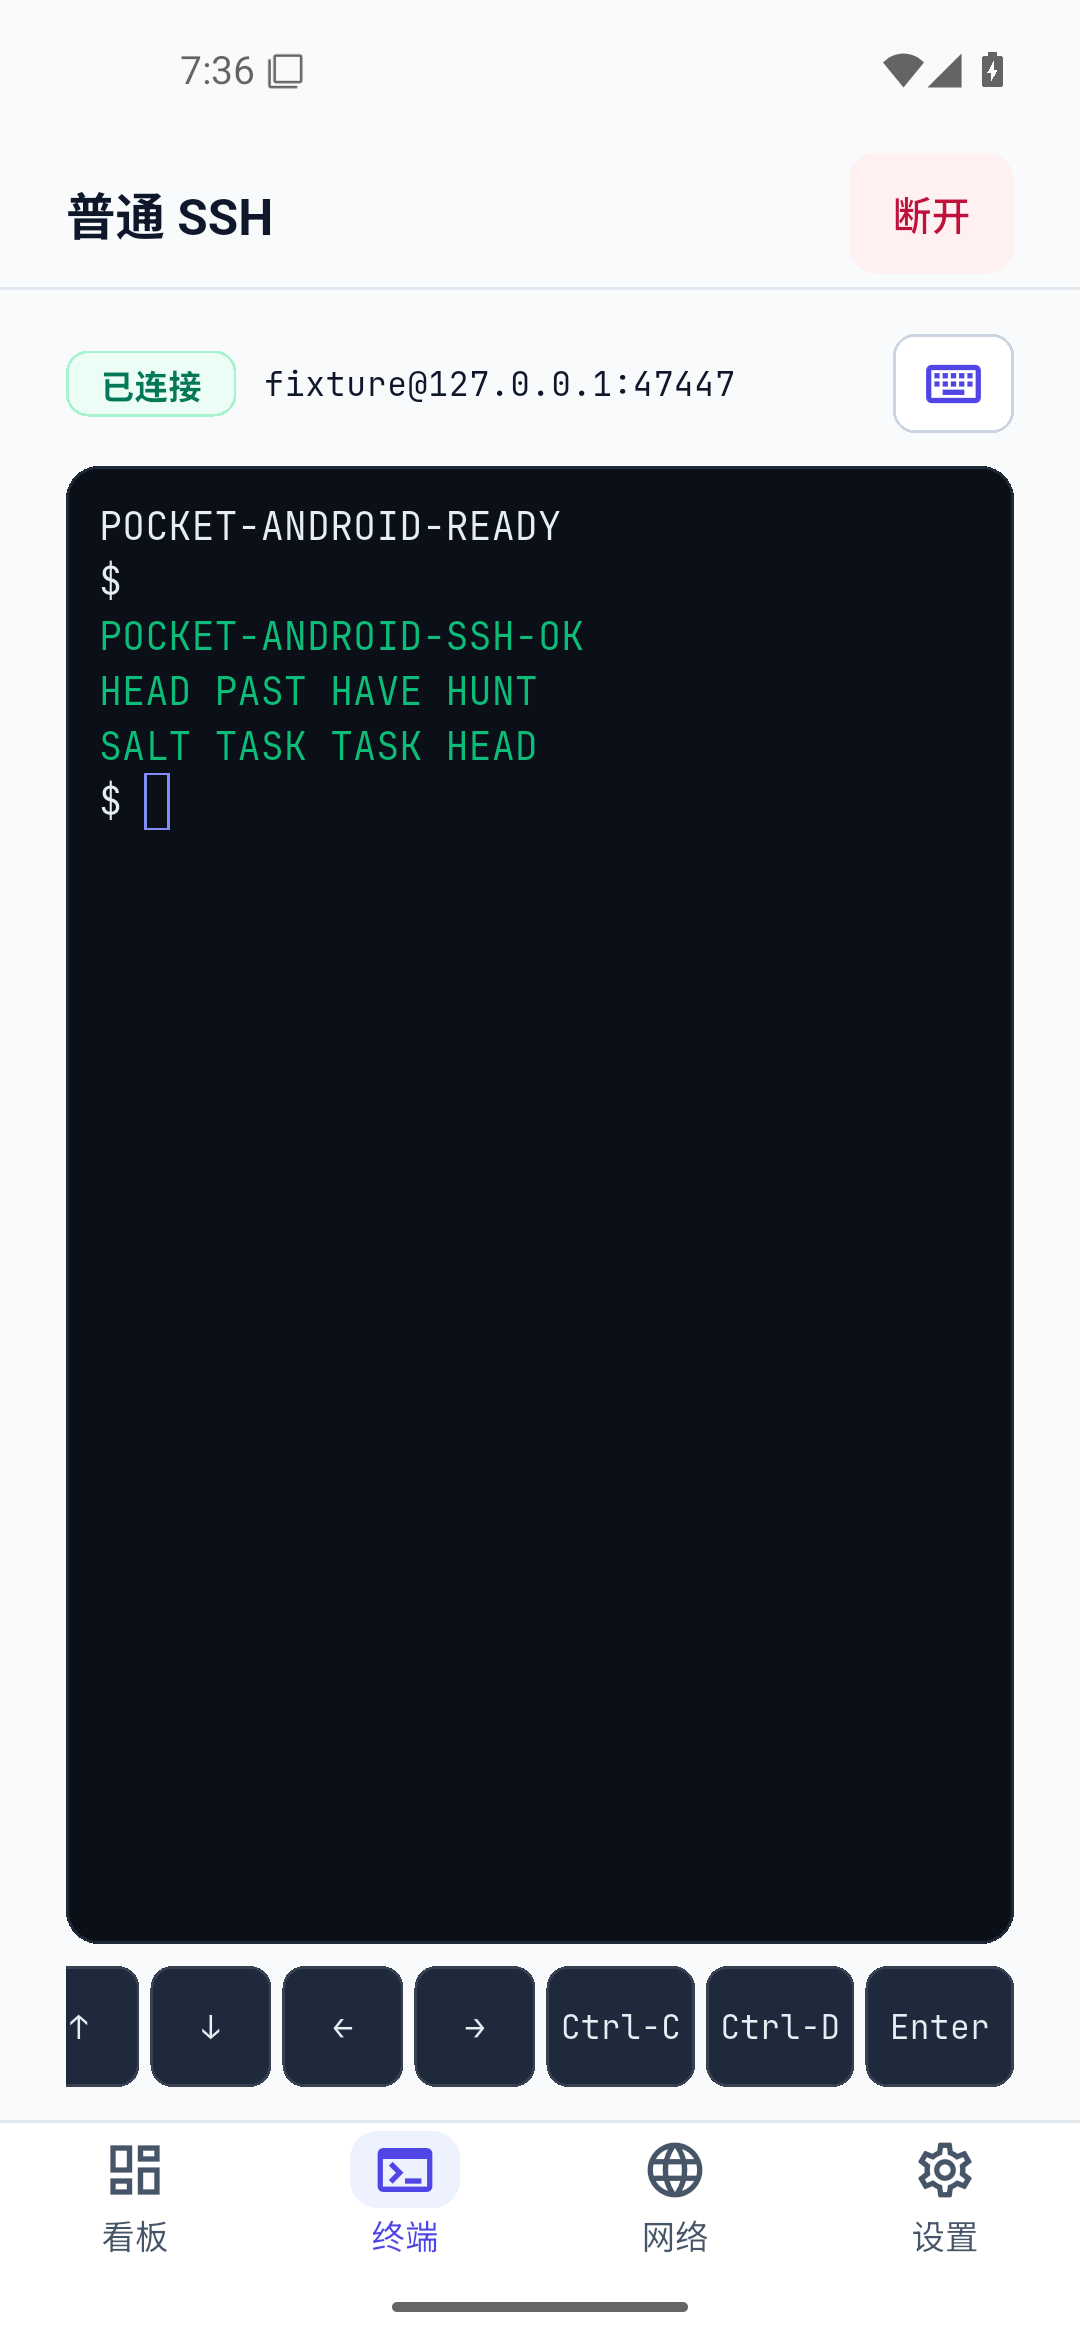 7:36
普通 SSH
断开
已连接 fixture@127.0.0.1:47447
POCKET-ANDROID-READY
$
POCKET-ANDROID-SSH-OK
HEAD PAST HAVE HUNT
SALT TASK TASK HEAD
$
↑ ↓ ← → Ctrl-C Ctrl-D Enter
看板 终端 网络 设置